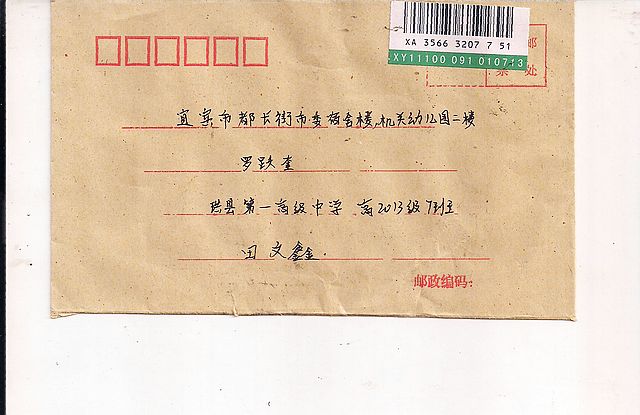 XA 3566 3207 7 51
XY11100 091 010713
邮
票 处
宜宾市都长街市委宿舍楼,机关幼儿园二楼
罗跃奎
珙县第一高级中学 高2013级7班
田文鑫.
邮政编码: